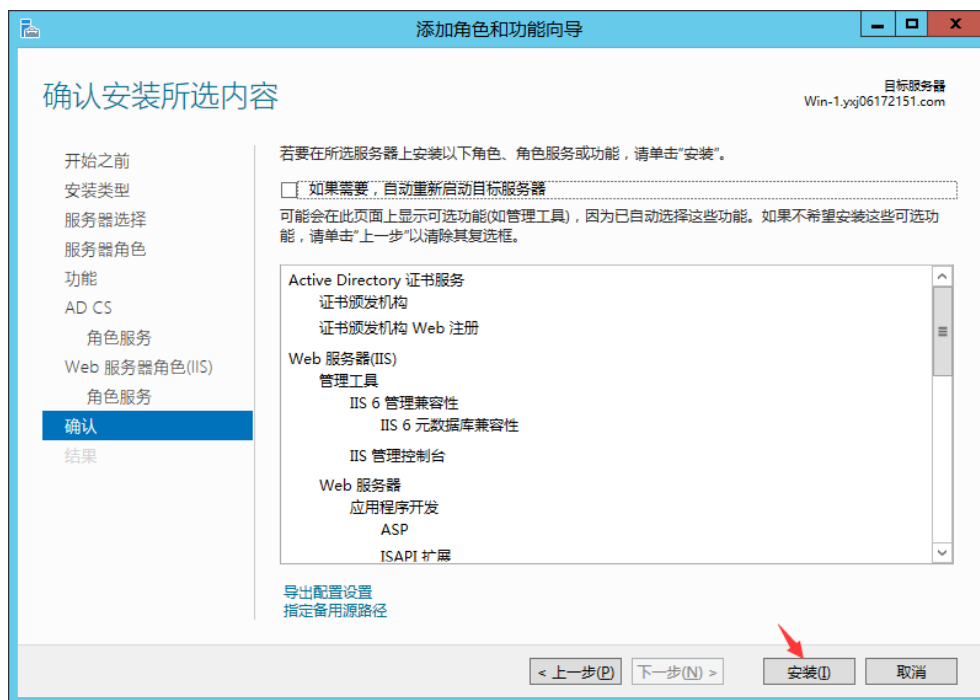 添加角色和功能向导
确认安装所选内容
目标服务器
Win-1.yxj06172151.com
开始之前
安装类型
服务器选择
服务器角色
功能
AD CS
角色服务
Web 服务器角色(IIS)
角色服务
确认
结果
若要在所选服务器上安装以下角色、角色服务或功能，请单击“安装”。
如果需要，自动重新启动目标服务器
可能会在此页面上显示可选功能(如管理工具)，因为已自动选择这些功能。如果不希望安装这些可选功
能，请单击“上一步”以清除其复选框。
Active Directory 证书服务
证书颁发机构
证书颁发机构 Web 注册
Web 服务器(IIS)
管理工具
IIS 6 管理兼容性
IIS 6 元数据库兼容性
IIS 管理控制台
Web 服务器
应用程序开发
ASP
ISAPI 扩展
导出配置设置
指定备用源路径
< 上一步(P)
下一步(N) >
安装(I)
取消